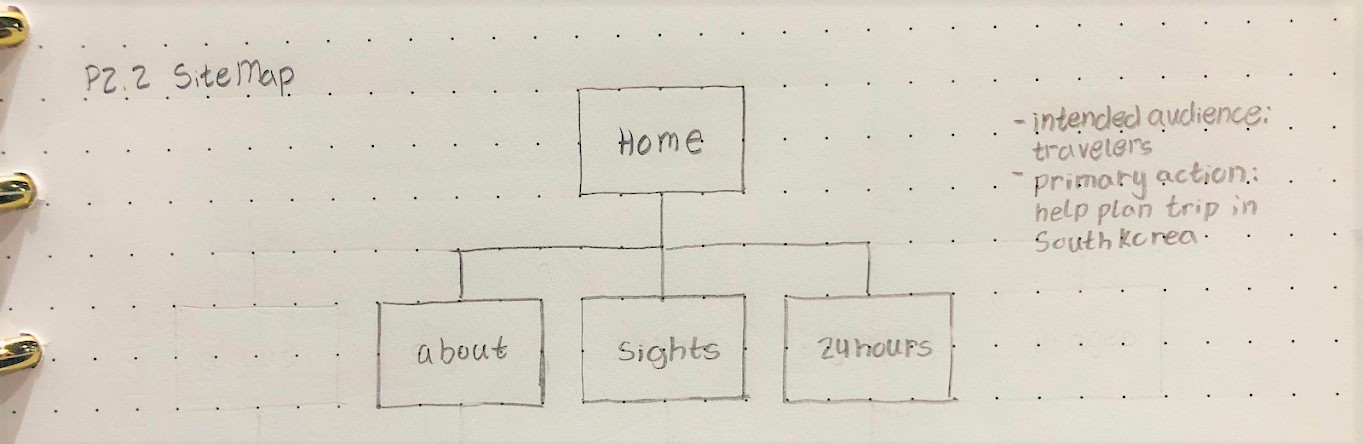 P2.2 SiteMap
Home
- intended audience:
travelers
- primary action:
help plan trip in
South Korea.
about
Sights
24hours